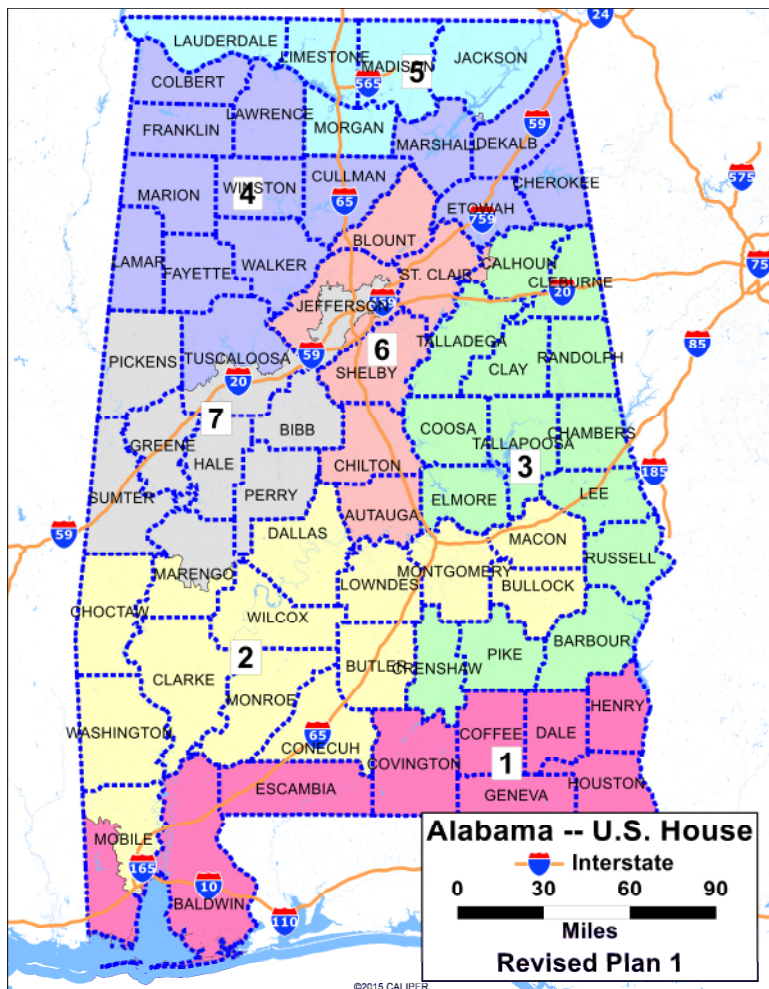 24
LAUDERDALE
LIMESTONE
MADISON
JACKSON
5
565
COLBERT
LAWRENCE
FRANKLIN
MORGAN
59
MARSHALL
DEKALB
575
CULLMAN
CHEROKEE
MARION
WINSTON
4
65
ETOWAH
759
BLOUNT
ST. CLAIR
CALHOUN
75
LAMAR
FAYETTE
WALKER
CLEBURNE
20
JEFFERSON
TALLADEGA
85
PICKENS
TUSCALOOSA
59
6
SHELBY
CLAY
RANDOLPH
20
7
BIBB
COOSA
TALLAPOOSA
CHAMBERS
GREENE
HALE
CHILTON
3
185
SUMTER
PERRY
ELMORE
LEE
AUTAUGA
59
DALLAS
MACON
RUSSELL
MARENGO
LOWNDES
MONTGOMERY
BULLOCK
CHOCTAW
WILCOX
BARBOUR
2
PIKE
BUTLER
CRENSHAW
CLARKE
MONROE
HENRY
WASHINGTON
65
COFFEE
DALE
CONECUH
COVINGTON
1
ESCAMBIA
GENEVA
HOUSTON
MOBILE
165
10
BALDWIN
110
Alabama -- U.S. House
Interstate
0 30 60 90
Miles
Revised Plan 1
©2015 CALIPER